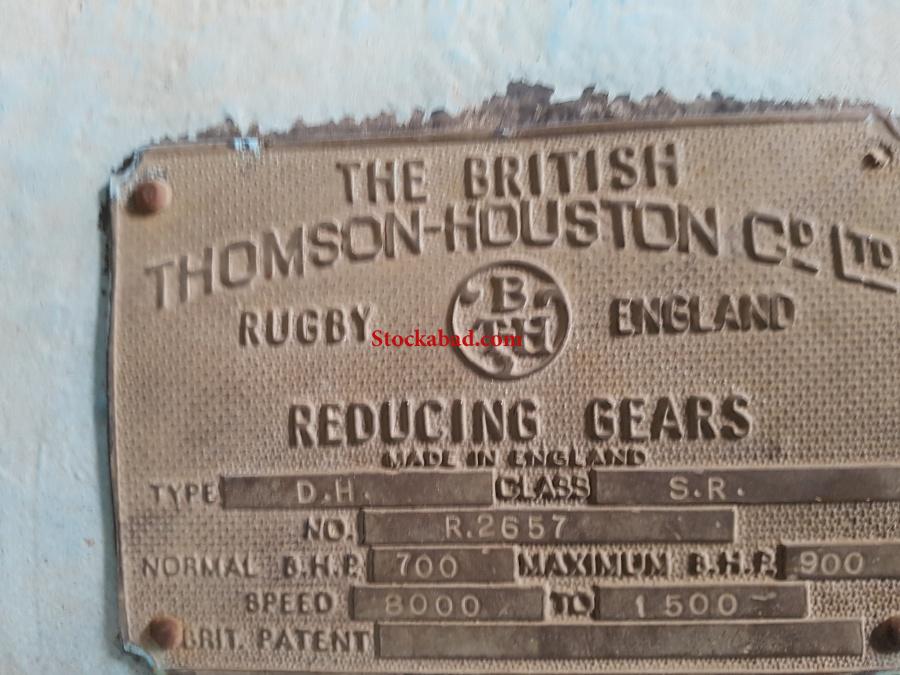 THE BRITISH
THOMSON-HOUSTON CO LTD
RUGBY BTH ENGLAND
Stockabad.com
REDUCING GEARS
MADE IN ENGLAND
TYPE D.H. CLASS S.R.
NO. R.2657
NORMAL B.H.P. 700 MAXIMUM B.H.P. 900
SPEED 8000 TO 1500
BRIT. PATENT